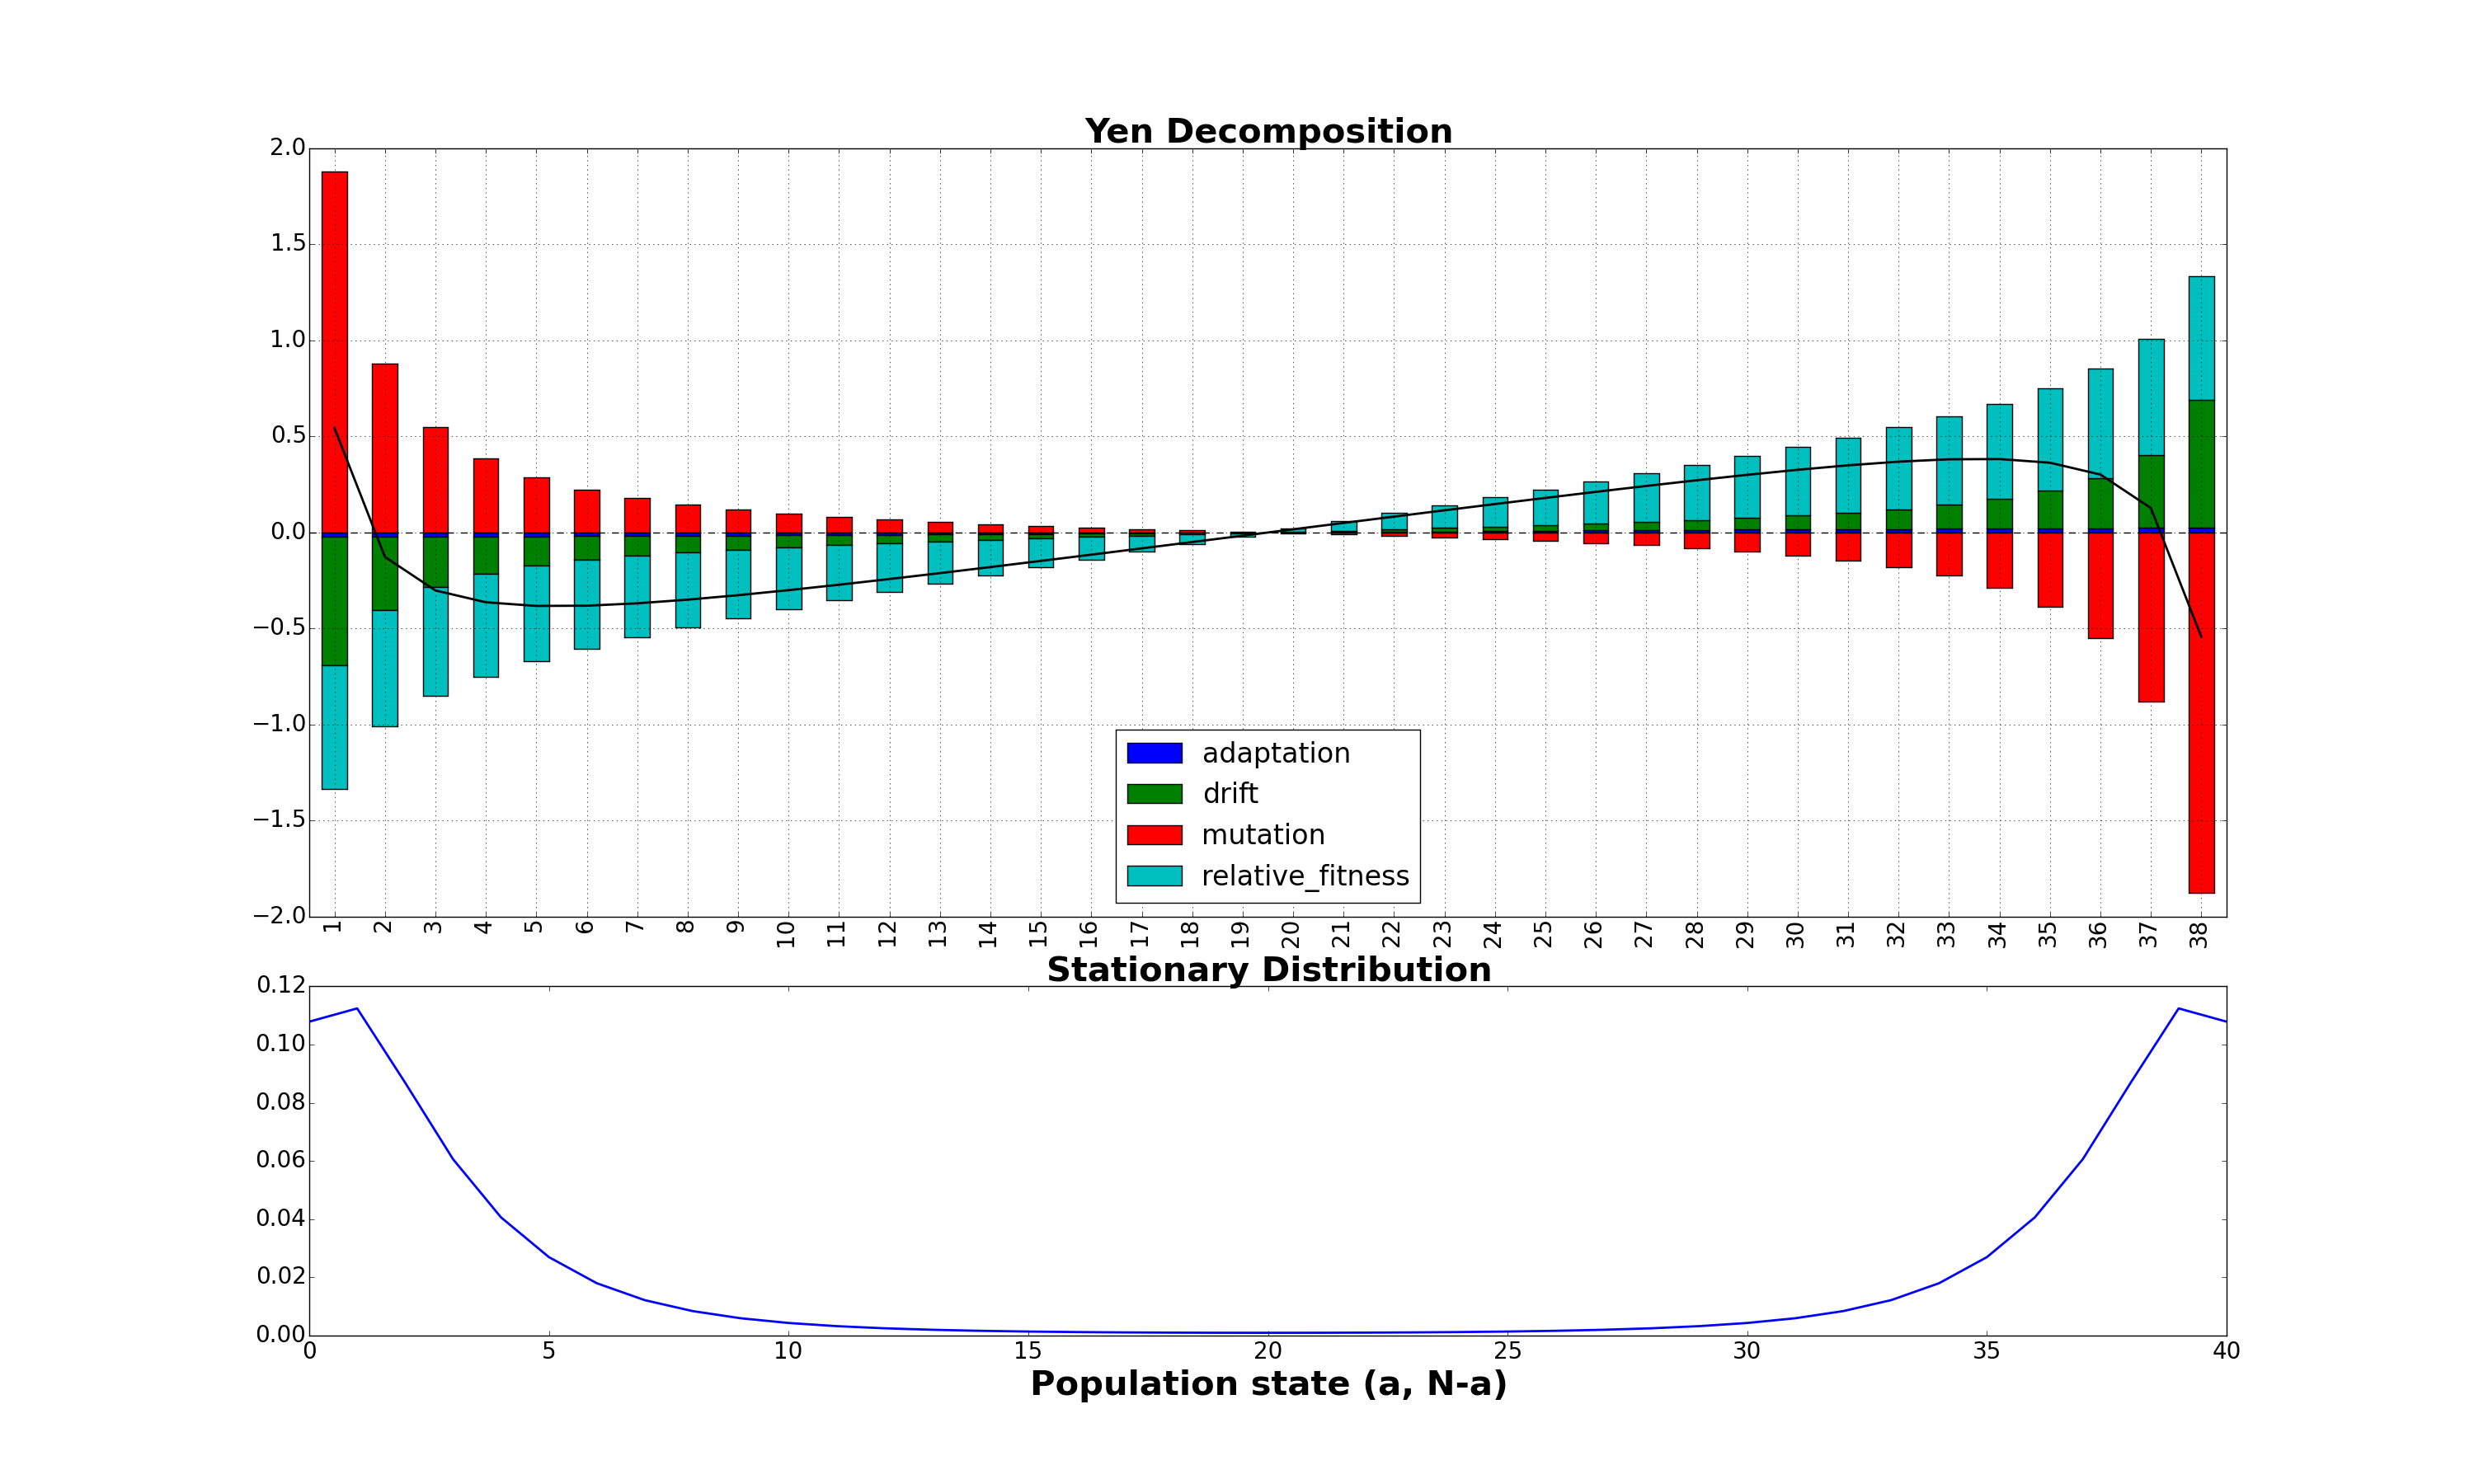 Yen Decomposition
2.0
1.5
1.0
0.5
0.0
−0.5
−1.0
−1.5
−2.0
adaptation
drift
mutation
relative_fitness
1 2 3 4 5 6 7 8 9 10 11 12 13 14 15 16 17 18 19 20 21 22 23 24 25 26 27 28 29 30 31 32 33 34 35 36 37 38
Stationary Distribution
0.12
0.10
0.08
0.06
0.04
0.02
0.00
0 5 10 15 20 25 30 35 40
Population state (a, N-a)